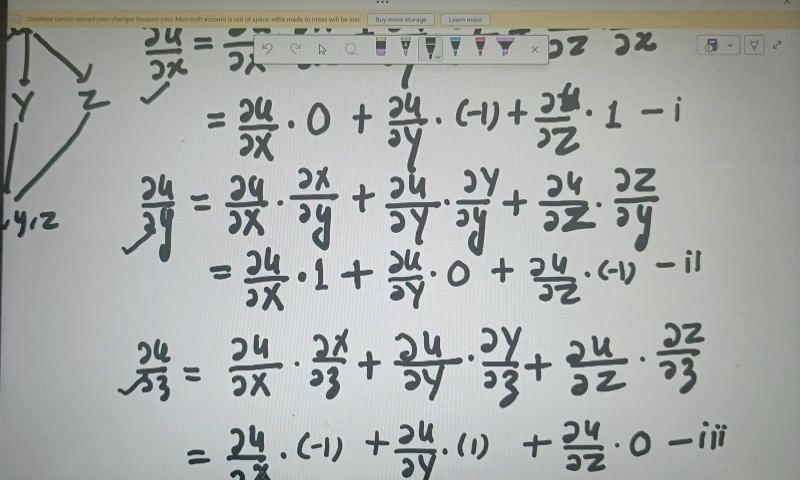 OneNote cannot upload your changes because your Microsoft account is out of space; edits made to notes will be lost. Buy more storage Learn more
∂u/∂x =
= ∂u/∂X · 0 + ∂u/∂Y · (-1) + ∂u/∂Z · 1 - i
Y Z
∂u/∂y = ∂u/∂X · ∂X/∂y + ∂u/∂Y · ∂Y/∂y + ∂u/∂Z · ∂Z/∂y
y,z
= ∂u/∂X · 1 + ∂u/∂Y · 0 + ∂u/∂Z · (-1) - ii
∂u/∂z = ∂u/∂X · ∂X/∂z + ∂u/∂Y · ∂Y/∂z + ∂u/∂Z · ∂Z/∂z
= ∂u/∂X · (-1) + ∂u/∂Y · (1) + ∂u/∂Z · 0 - iii